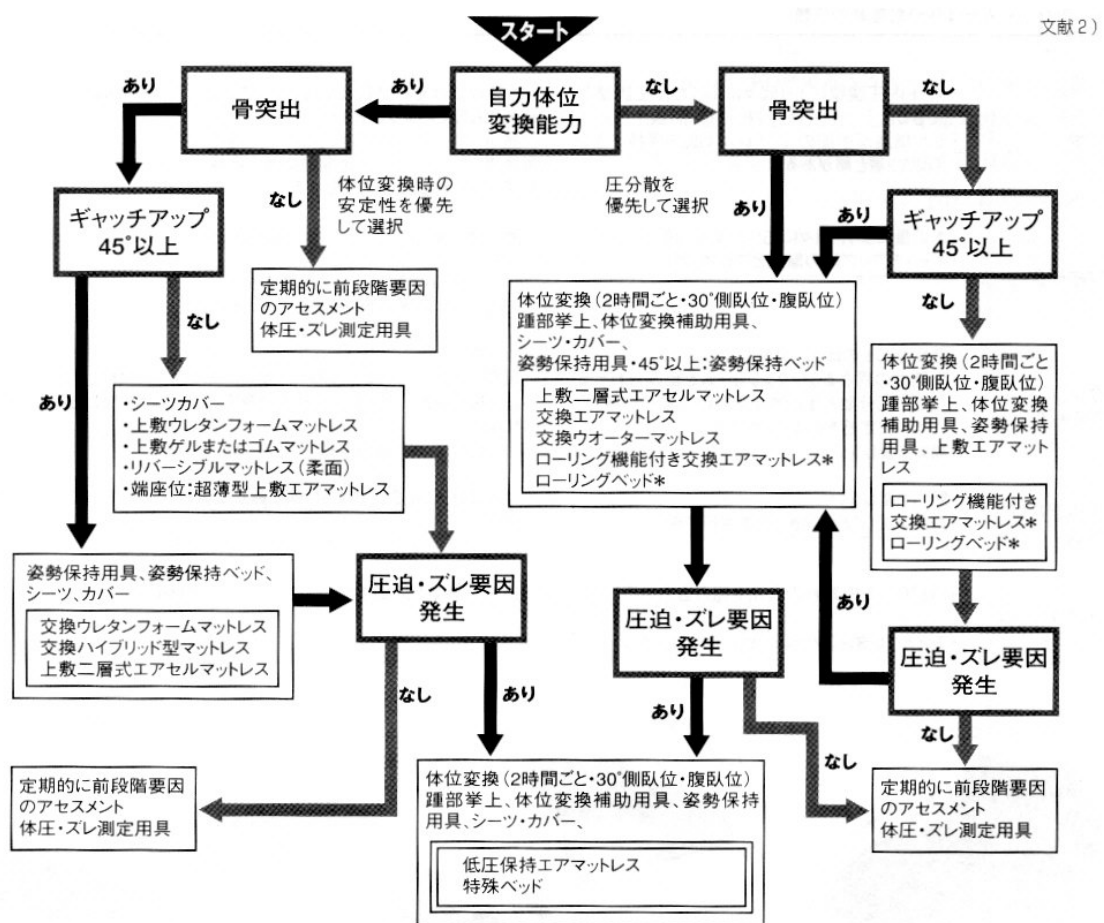 文献2)
スタート
あり
骨突出
あり
自力体位
変換能力
なし
骨突出
なし
なし
体位変換時の
安定性を優先
して選択
圧分散を
優先して選択
あり
あり
ギャッチアップ
45°以上
ギャッチアップ
45°以上
定期的に前段階要因
のアセスメント
体圧・ズレ測定用具
なし
なし
あり
体位変換(2時間ごと・30°側臥位・腹臥位)
踵部挙上、体位変換補助用具、
シーツ・カバー、
姿勢保持用具・45°以上:姿勢保持ベッド
上敷二層式エアセルマットレス
交換エアマットレス
交換ウオーターマットレス
ローリング機能付き交換エアマットレス*
ローリングベッド*
体位変換(2時間ごと
・30°側臥位・腹臥位)
踵部挙上、体位変換
補助用具、姿勢保持
用具、上敷エアマット
レス
ローリング機能付き
交換エアマットレス*
ローリングベッド*
・シーツカバー
・上敷ウレタンフォームマットレス
・上敷ゲルまたはゴムマットレス
・リバーシブルマットレス(柔面)
・端座位:超薄型上敷エアマットレス
姿勢保持用具、姿勢保持ベッド、
シーツ、カバー
交換ウレタンフォームマットレス
交換ハイブリッド型マットレス
上敷二層式エアセルマットレス
圧迫・ズレ要因
発生
圧迫・ズレ要因
発生
あり
圧迫・ズレ要因
発生
なし
あり
あり
なし
なし
定期的に前段階要因
のアセスメント
体圧・ズレ測定用具
体位変換(2時間ごと・30°側臥位・腹臥位)
踵部挙上、体位変換補助用具、姿勢保持
用具、シーツ・カバー、
低圧保持エアマットレス
特殊ベッド
定期的に前段階要因
のアセスメント
体圧・ズレ測定用具